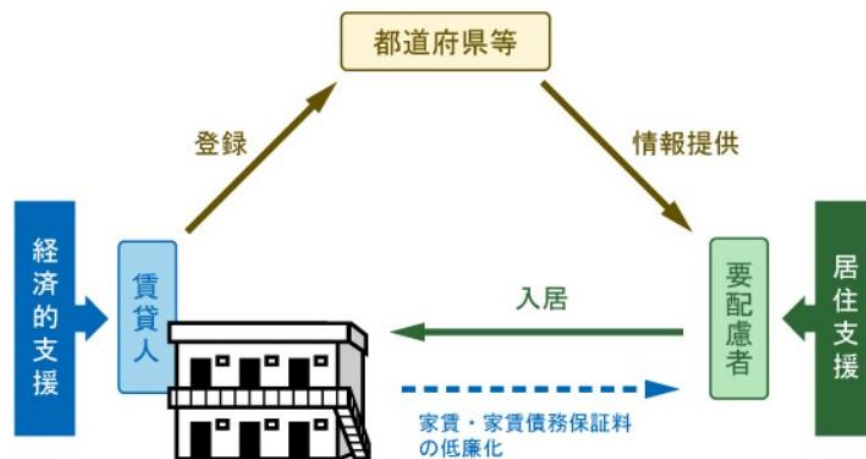 都道府県等
登録
情報提供
経済的支援
賃貸人
入居
要配慮者
居住支援
家賃・家賃債務保証料
の低廉化